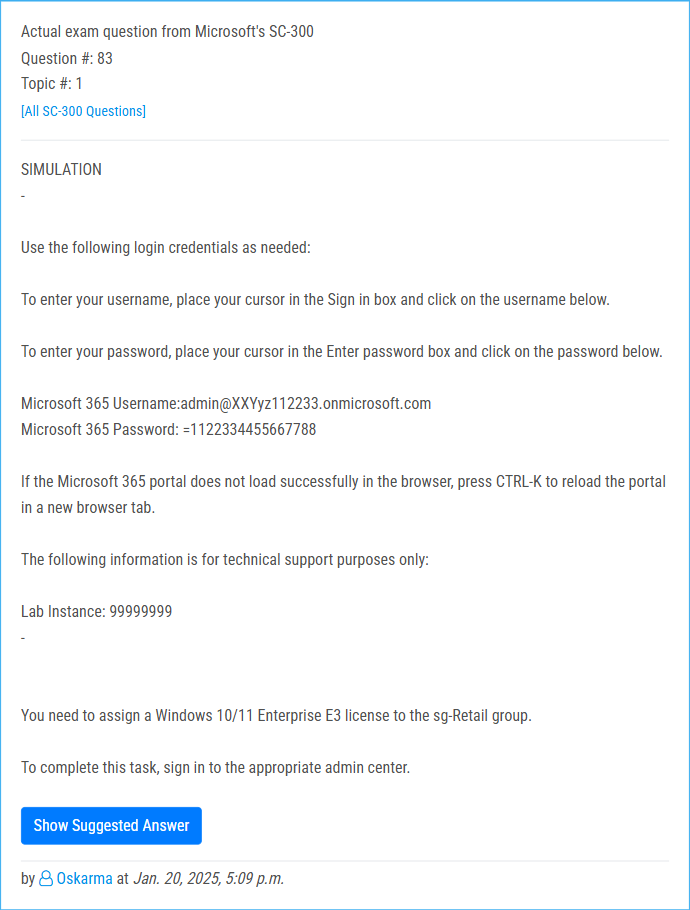 Actual exam question from Microsoft's SC-300
Question #: 83
Topic #: 1
[All SC-300 Questions]
SIMULATION
-
Use the following login credentials as needed:
To enter your username, place your cursor in the Sign in box and click on the username below.
To enter your password, place your cursor in the Enter password box and click on the password below.
Microsoft 365 Username:admin@XXYyz112233.onmicrosoft.com
Microsoft 365 Password: =1122334455667788
If the Microsoft 365 portal does not load successfully in the browser, press CTRL-K to reload the portal
in a new browser tab.
The following information is for technical support purposes only:
Lab Instance: 99999999
-
You need to assign a Windows 10/11 Enterprise E3 license to the sg-Retail group.
To complete this task, sign in to the appropriate admin center.
Show Suggested Answer
by Oskarma at Jan. 20, 2025, 5:09 p.m.